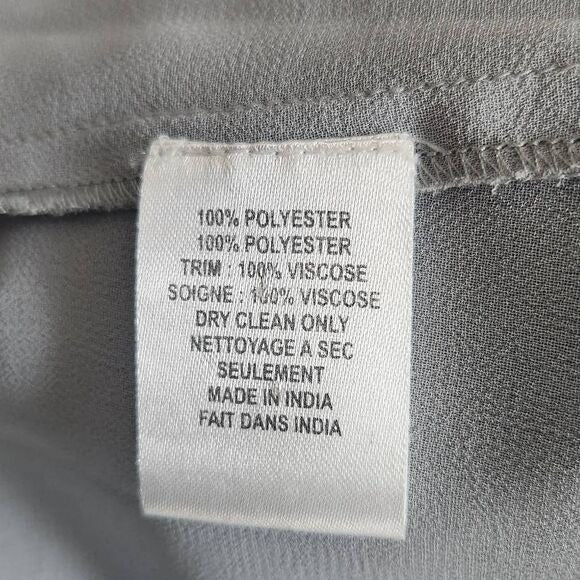 100% POLYESTER
100% POLYESTER
TRIM : 100% VISCOSE
SOIGNE : 100% VISCOSE
DRY CLEAN ONLY
NETTOYAGE A SEC
SEULEMENT
MADE IN INDIA
FAIT DANS INDIA